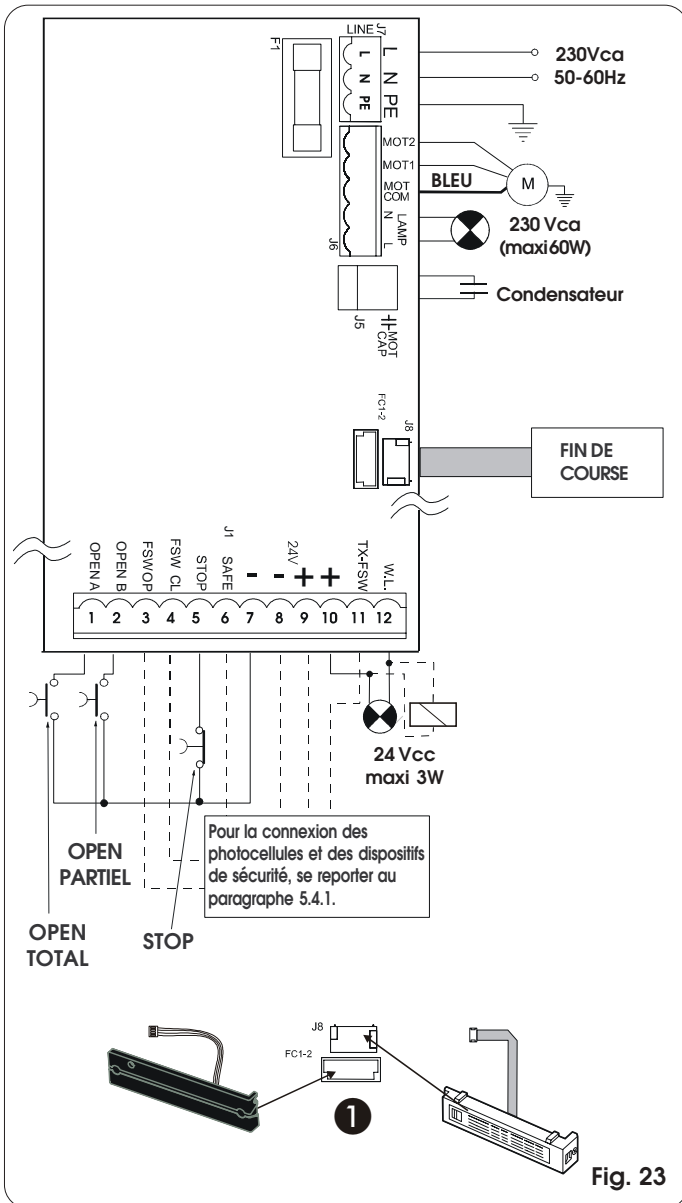 LINE J7
F1
L L
N N
PE PE
230Vca
50-60Hz
MOT2
MOT1
MOT COM
BLEU
M
N LAMP
L
J6
230 Vca
(maxi60W)
J5
MOT CAP
Condensateur
FC1-2
J8
FIN DE
COURSE
J1
OPEN A
OPEN B
FSWOP
FSW CL
STOP
SAFE
-
-
24V
+
+
TX-FSW
W.L.
1 2 3 4 5 6 7 8 9 10 11 12
24 Vcc
maxi 3W
OPEN
PARTIEL
OPEN
TOTAL
STOP
Pour la connexion des
photocellules et des dispositifs
de sécurité, se reporter au
paragraphe 5.4.1.
J8
FC1-2
1
Fig. 23